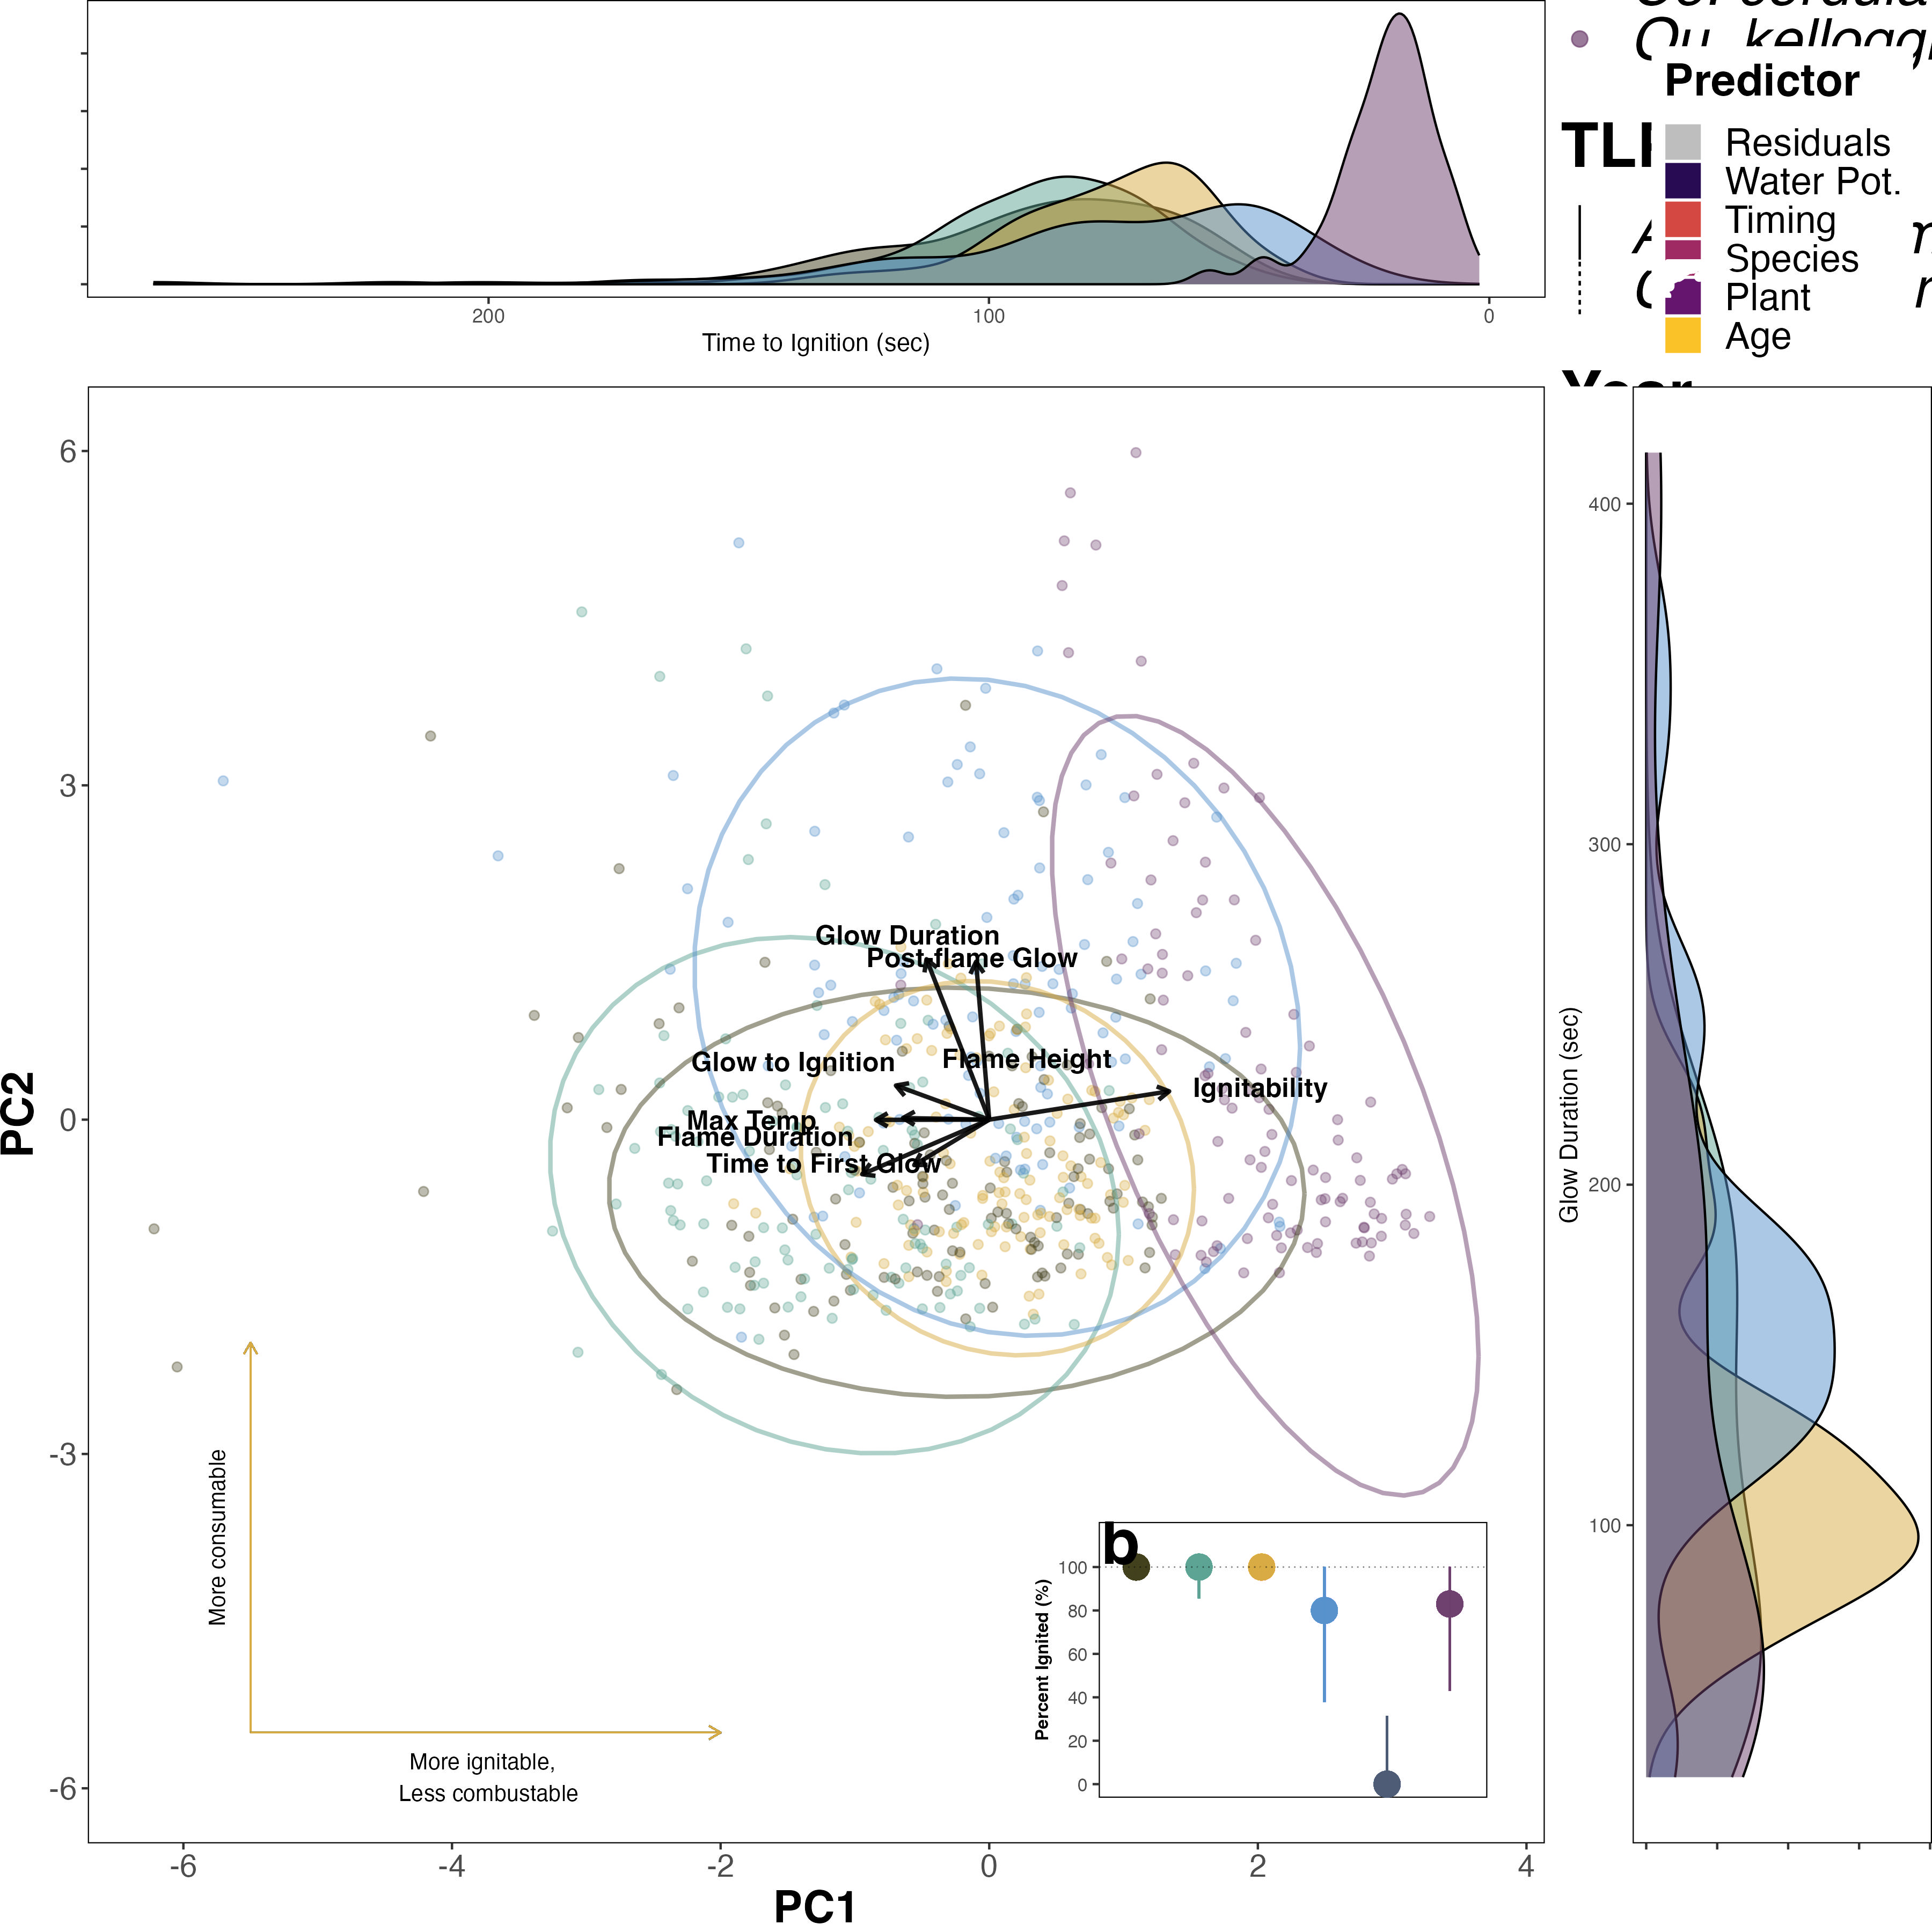 Predictor
Residuals
Water Pot.
Timing
Species
Plant
Age
200
100
0
Time to Ignition (sec)
6
3
0
-3
-6
PC2
Glow Duration
Post-flame Glow
Glow to Ignition
Flame Height
Ignitability
Max Temp
Flame Duration
Time to First Glow
More consumable
More ignitable,
Less combustable
b
Percent Ignited (%)
100
80
60
40
20
0
-6
-4
-2
0
2
4
PC1
Glow Duration (sec)
400
300
200
100